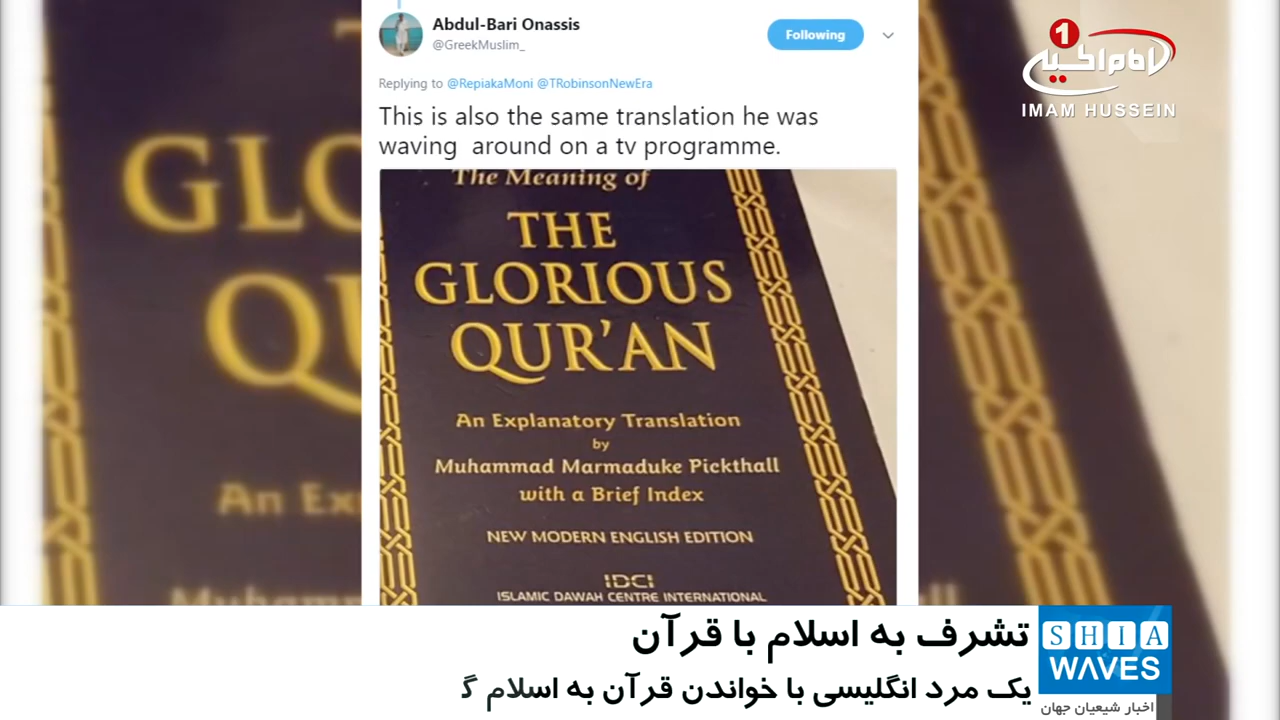 Abdul-Bari Onassis
@GreekMuslim_
Following
Replying to @RepiakaMoni @TRobinsonNewEra
This is also the same translation he was
waving around on a tv programme.
The Meaning of
THE
GLORIOUS
QUR'AN
An Explanatory Translation
by
Muhammad Marmaduke Pickthall
with a Brief Index
NEW MODERN ENGLISH EDITION
IDCI
ISLAMIC DAWAH CENTRE INTERNATIONAL
1
IMAM HUSSEIN
تشرف به اسلام با قرآن
یک مرد انگلیسی با خواندن قرآن به اسلام گ
SHIA
WAVES
اخبار شیعیان جهان